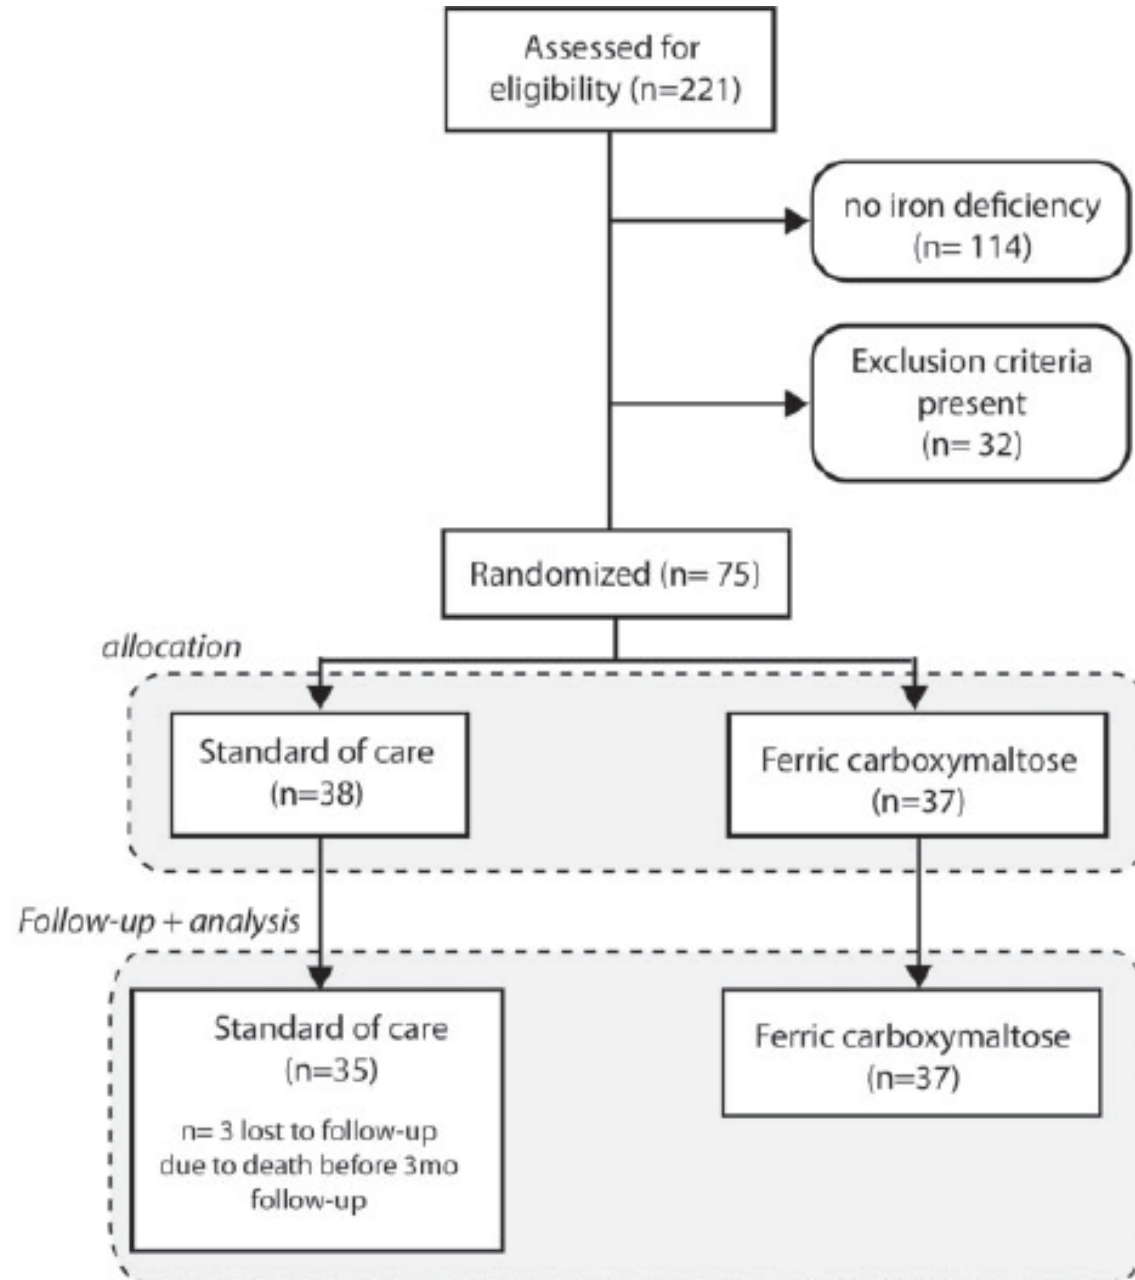 Assessed for
eligibility (n=221)
no iron deficiency
(n= 114)
Exclusion criteria
present
(n= 32)
Randomized (n= 75)
allocation
Standard of care
(n=38)
Ferric carboxymaltose
(n=37)
Follow-up + analysis
Standard of care
(n=35)
n= 3 lost to follow-up
due to death before 3mo
follow-up
Ferric carboxymaltose
(n=37)